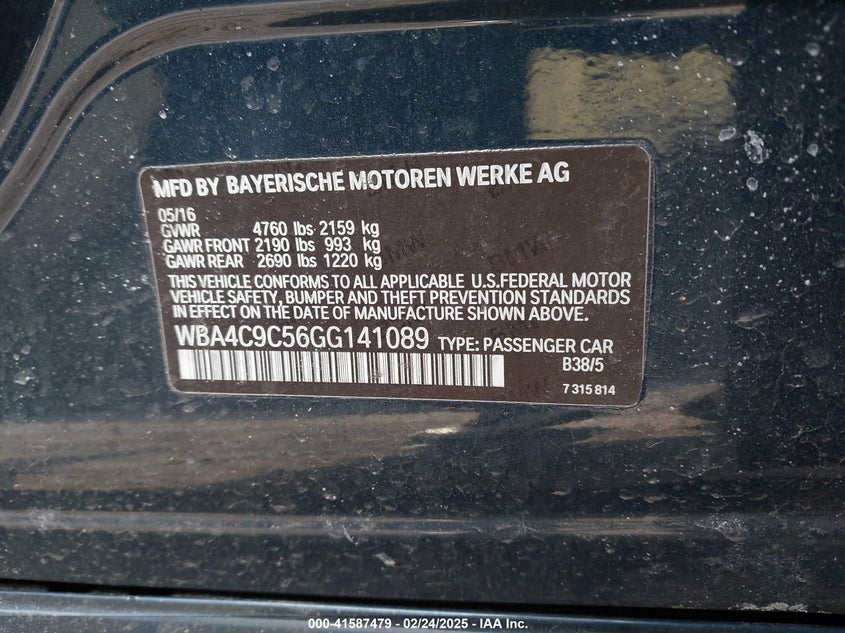 MFD BY BAYERISCHE MOTOREN WERKE AG
05/16
GVWR 4760 lbs 2159 kg
GAWR FRONT 2190 lbs 993 kg
GAWR REAR 2690 lbs 1220 kg
THIS VEHICLE CONFORMS TO ALL APPLICABLE U.S.FEDERAL MOTOR
VEHICLE SAFETY, BUMPER AND THEFT PREVENTION STANDARDS
IN EFFECT ON THE DATE OF MANUFACTURE SHOWN ABOVE.
WBA4C9C56GG141089 TYPE: PASSENGER CAR
B38/5
7 315 814
000-41587479 - 02/24/2025 - IAA Inc.